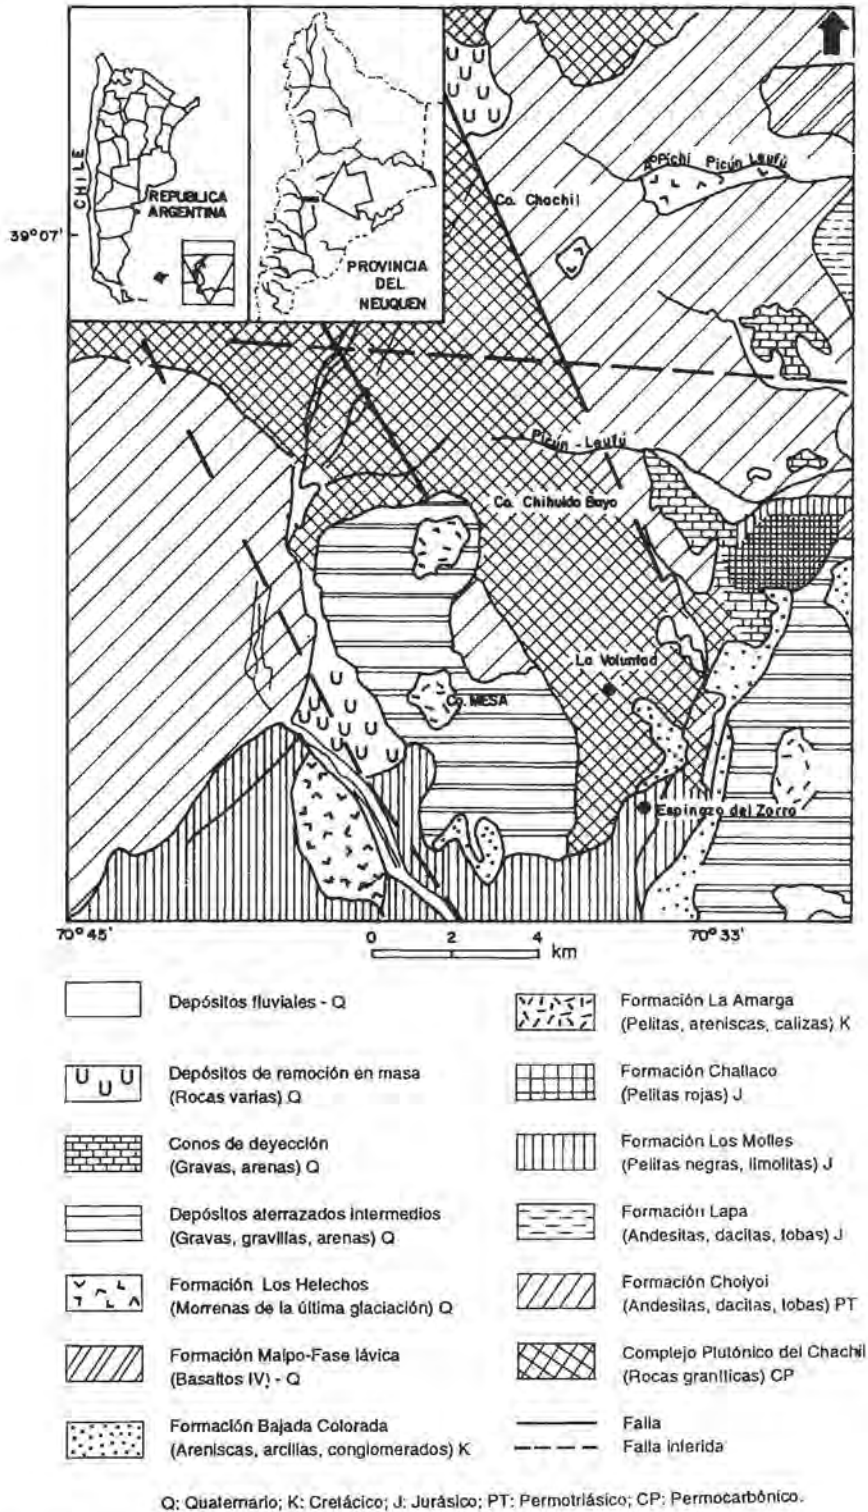 CHILE
REPUBLICA
ARGENTINA
PROVINCIA
DEL
NEUQUEN
39°07'
Aº Pichi Picún Leufú
Co. Chachil
Picún - Leufú
Co. Chihuido Bayo
La Voluntad
Co. MESA
Espinazo del Zorro
70°45'
0 2 4 km
70°33'
Depósitos fluviales - Q
Depósitos de remoción en masa
(Rocas varias) Q
Conos de deyección
(Gravas, arenas) Q
Depósitos aterrazados intermedios
(Gravas, gravillas, arenas) Q
Formación Los Helechos
(Morrenas de la última glaciación) Q
Formación Maipo-Fase lávica
(Basaltos IV) - Q
Formación Bajada Colorada
(Areniscas, arcillas, conglomerados) K
Formación La Amarga
(Pelitas, areniscas, calizas) K
Formación Challaco
(Pelitas rojas) J
Formación Los Molles
(Pelitas negras, limolitas) J
Formación Lapa
(Andesitas, dacitas, tobas) J
Formación Choiyoi
(Andesitas, dacitas, tobas) PT
Complejo Plutónico del Chachil
(Rocas graníticas) CP
Falla
Falla inferida
Q: Quaternario; K: Cretácico; J: Jurásico; PT: Permotriásico; CP: Permocarbónico.